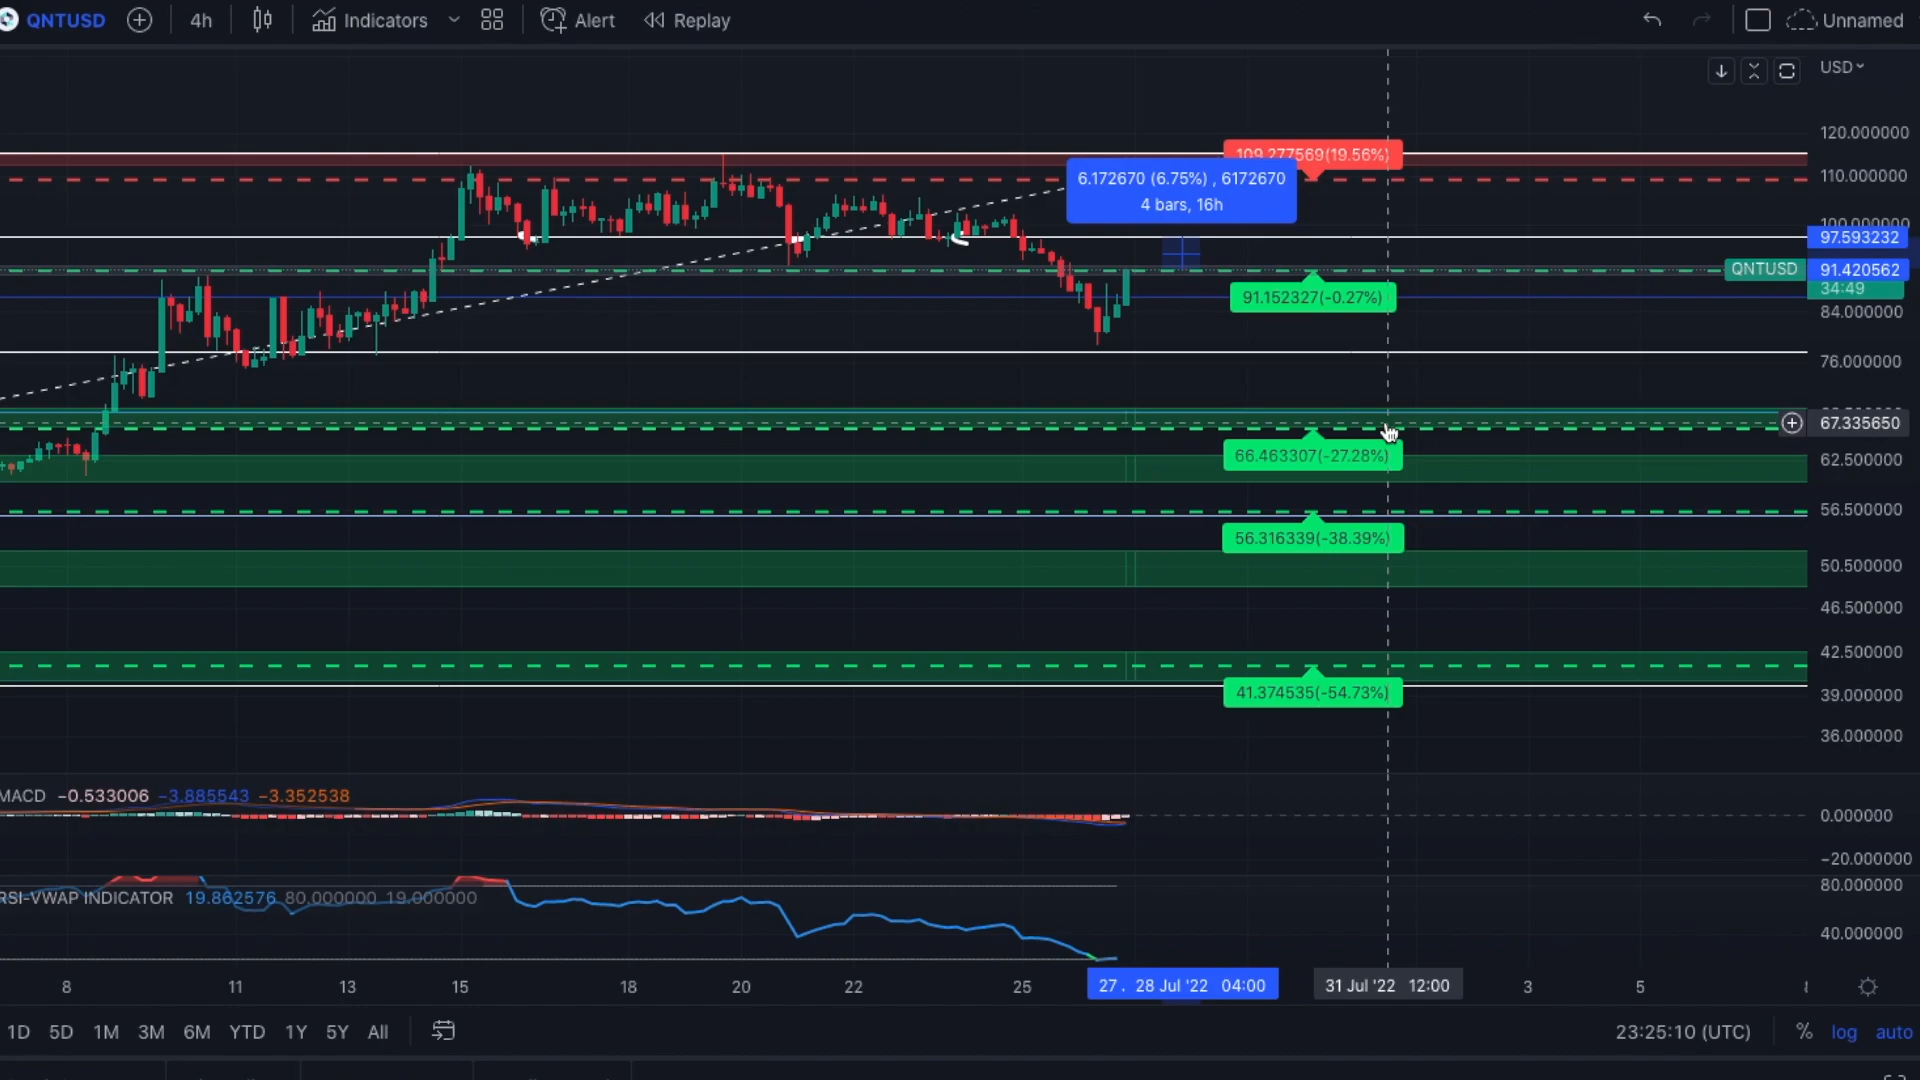 QNTUSD 4h Indicators Alert Replay Unnamed
USD
120.000000
109.277569(19.56%)
6.172670 (6.75%) , 6172670
4 bars, 16h
110.000000
100.000000
97.593232
QNTUSD 91.420562
34:49
91.152327(-0.27%)
84.000000
76.000000
67.335650
66.463307(-27.28%)
62.500000
56.500000
56.316339(-38.39%)
50.500000
46.500000
42.500000
41.374535(-54.73%)
39.000000
36.000000
MACD −0.533006 −3.885543 −3.352538
0.000000
−20.000000
RSI-VWAP INDICATOR 19.862576 80.000000 19.000000
80.000000
40.000000
8 11 13 15 18 20 22 25 27 . 28 Jul '22 04:00 31 Jul '22 12:00 3 5
1D 5D 1M 3M 6M YTD 1Y 5Y All 23:25:10 (UTC) % log auto